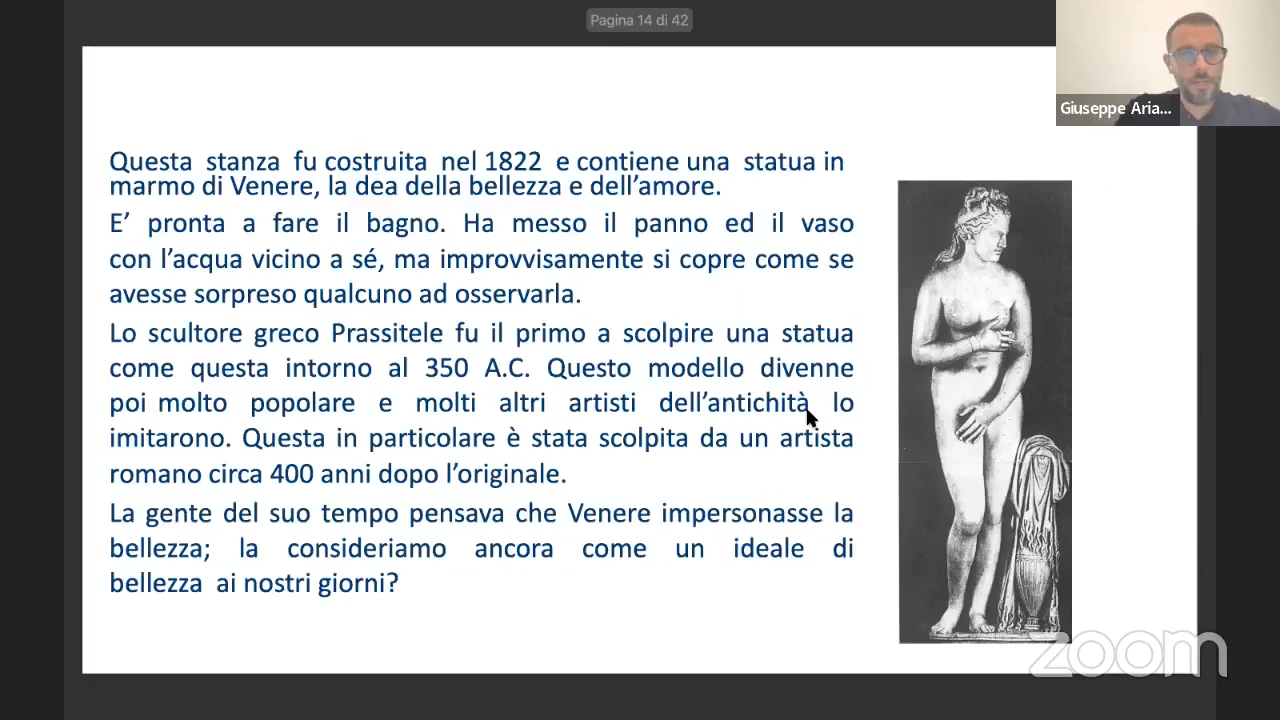 Pagina 14 di 42
Giuseppe Aria...
Questa stanza fu costruita nel 1822 e contiene una statua in
marmo di Venere, la dea della bellezza e dell’amore.
E’ pronta a fare il bagno. Ha messo il panno ed il vaso
con l’acqua vicino a sé, ma improvvisamente si copre come se
avesse sorpreso qualcuno ad osservarla.
Lo scultore greco Prassitele fu il primo a scolpire una statua
come questa intorno al 350 A.C. Questo modello divenne
poi molto popolare e molti altri artisti dell’antichità lo
imitarono. Questa in particolare è stata scolpita da un artista
romano circa 400 anni dopo l’originale.
La gente del suo tempo pensava che Venere impersonasse la
bellezza; la consideriamo ancora come un ideale di
bellezza ai nostri giorni?
zoom